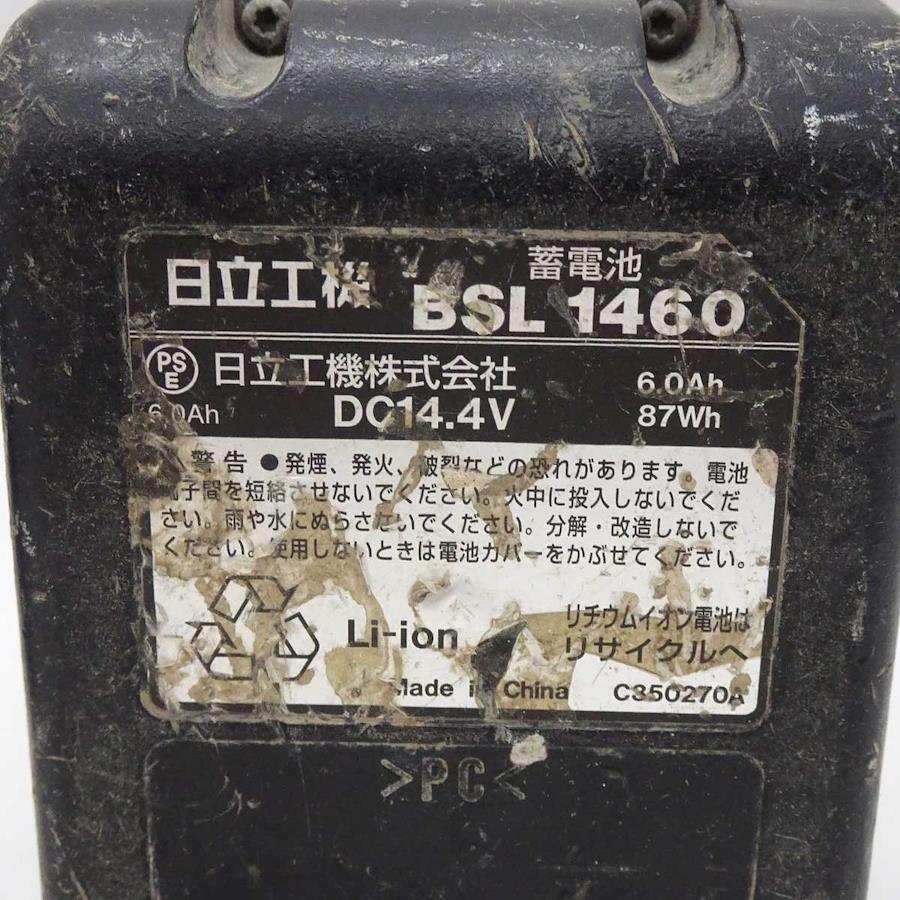 日立工機
蓄電池
BSL 1460
PS
E
日立工機株式会社
6.0Ah
6.0Ah
DC14.4V
87Wh
警告 ●発煙、発火、破裂などの恐れがあります。電池
端子間を短絡させないでください。火中に投入しないでくだ
さい。雨や水にぬらさないでください。分解・改造しないで
ください。使用しないときは電池カバーをかぶせてください。
Li-ion
リチウムイオン電池は
リサイクルへ
Made in China
C350270A
>PC<